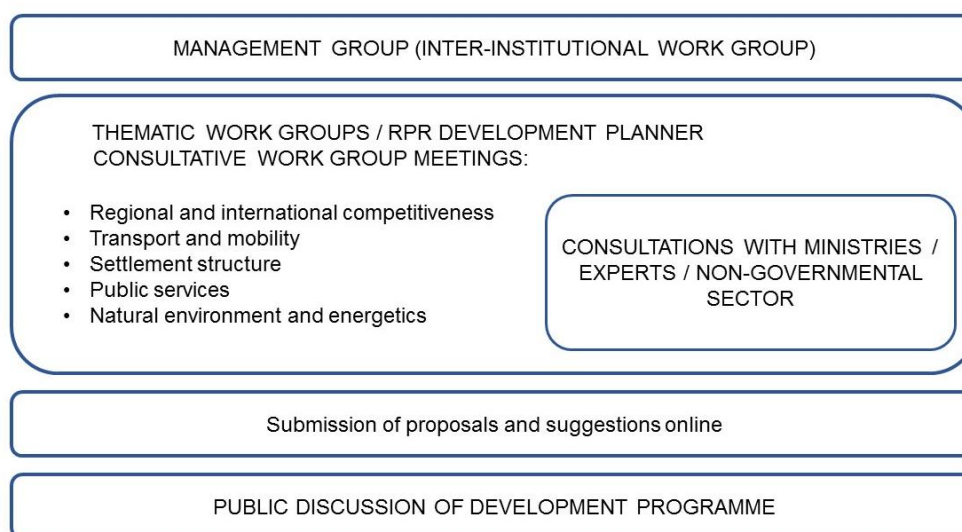 MANAGEMENT GROUP (INTER-INSTITUTIONAL WORK GROUP)
THEMATIC WORK GROUPS / RPR DEVELOPMENT PLANNER
CONSULTATIVE WORK GROUP MEETINGS:
• Regional and international competitiveness
• Transport and mobility
• Settlement structure
• Public services
• Natural environment and energetics
CONSULTATIONS WITH MINISTRIES /
EXPERTS / NON-GOVERNMENTAL
SECTOR
Submission of proposals and suggestions online
PUBLIC DISCUSSION OF DEVELOPMENT PROGRAMME